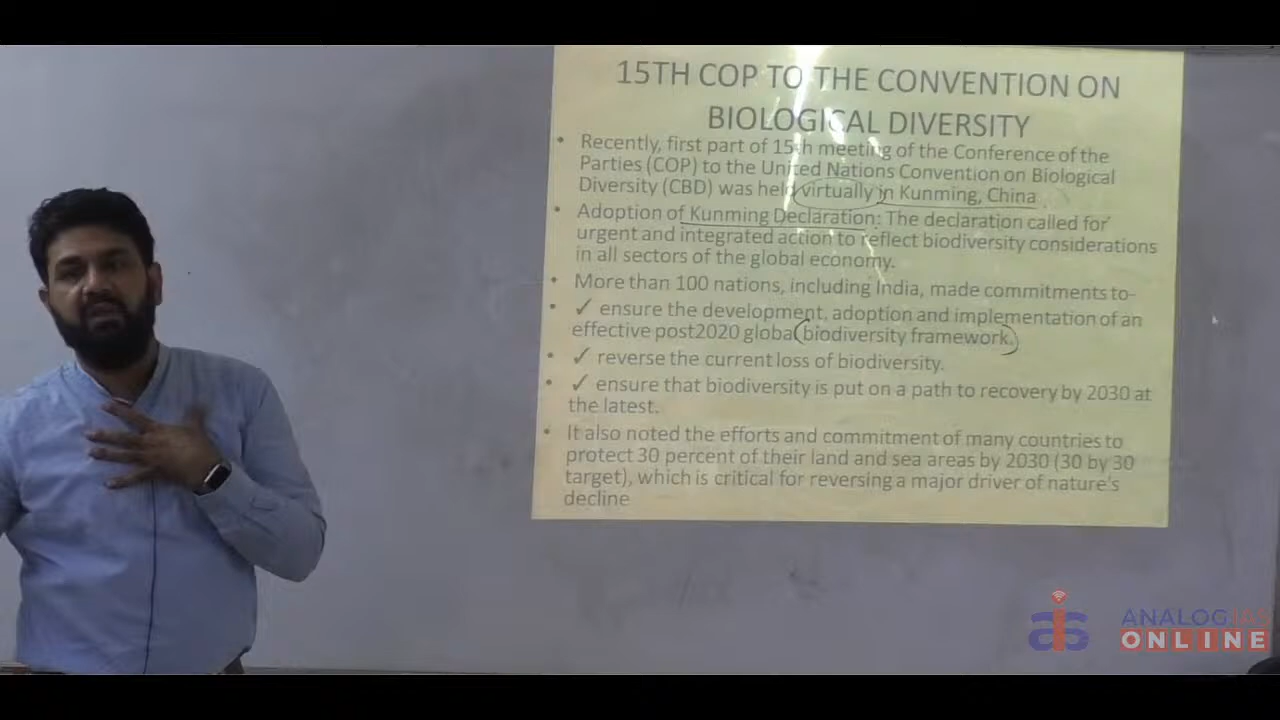 15TH COP TO THE CONVENTION ON
BIOLOGICAL DIVERSITY
• Recently, first part of 15th meeting of the Conference of the
Parties (COP) to the United Nations Convention on Biological
Diversity (CBD) was held virtually in Kunming, China
• Adoption of Kunming Declaration: The declaration called for
urgent and integrated action to reflect biodiversity considerations
in all sectors of the global economy.
• More than 100 nations, including India, made commitments to-
• ✓ ensure the development, adoption and implementation of an
effective post2020 global biodiversity framework.
• ✓ reverse the current loss of biodiversity.
• ✓ ensure that biodiversity is put on a path to recovery by 2030 at
the latest.
• It also noted the efforts and commitment of many countries to
protect 30 percent of their land and sea areas by 2030 (30 by 30
target), which is critical for reversing a major driver of nature's
decline
ANALOG IAS
ONLINE